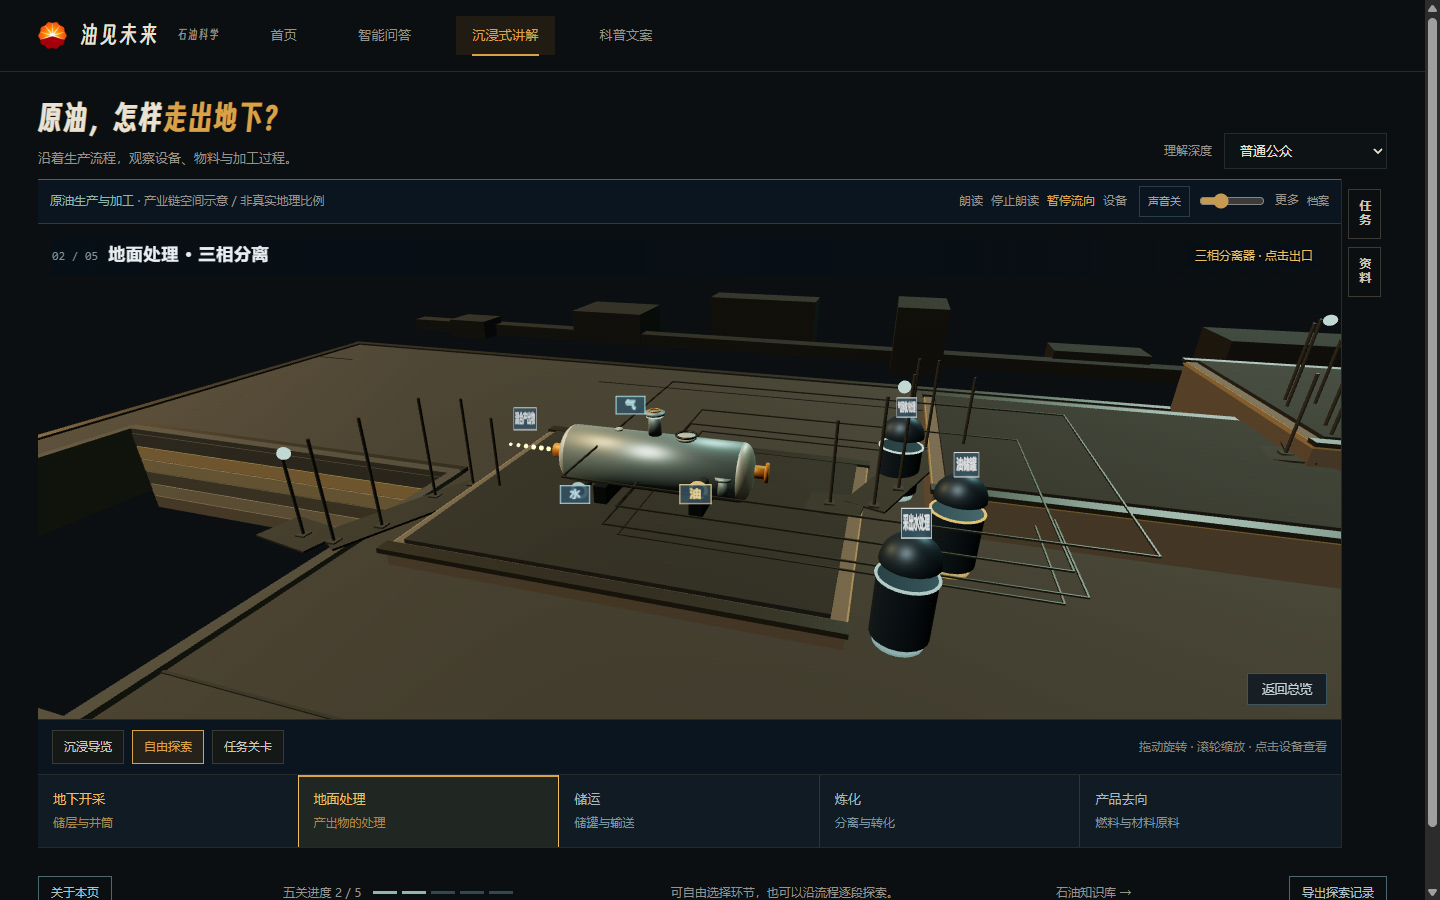 油见未来 石油科学 首页 智能问答 沉浸式讲解 科普文案
原油，怎样走出地下？
沿着生产流程，观察设备、物料与加工过程。
理解深度 普通公众
原油生产与加工 · 产业链空间示意 / 非真实地理比例
朗读 停止朗读 暂停流向 设备 声音关 更多 档案
任务
资料
02 / 05 地面处理 · 三相分离
三相分离器 · 点击出口
气
水
油
油储罐
采出水处理
返回总览
沉浸导览 自由探索 任务关卡
拖动旋转 · 滚轮缩放 · 点击设备查看
地下开采
储层与井筒
地面处理
产出物的处理
储运
储罐与输送
炼化
分离与转化
产品去向
燃料与材料原料
关于本页
五关进度 2 / 5
可自由选择环节，也可以沿流程逐段探索。
石油知识库 →
导出探索记录